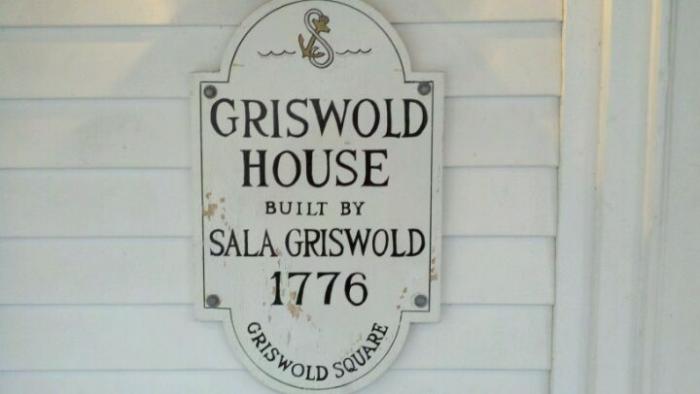 GRISWOLD
HOUSE
BUILT BY
SALA GRISWOLD
1776
GRISWOLD SQUARE